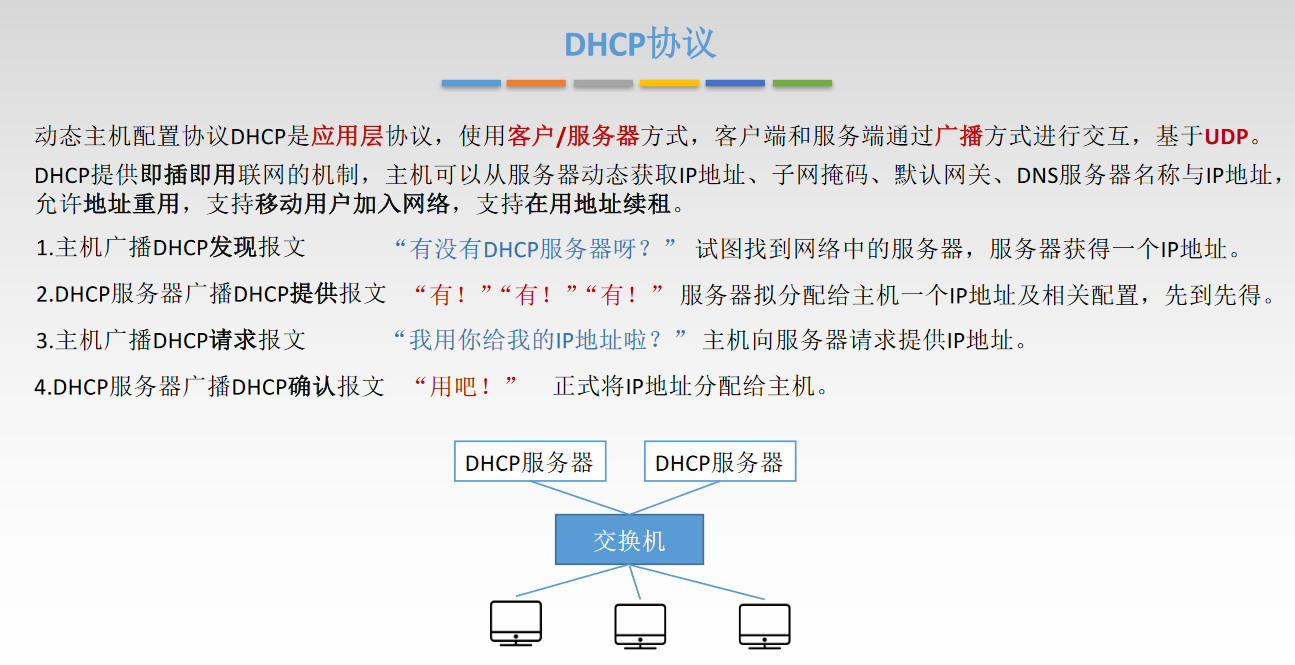 DHCP协议
动态主机配置协议DHCP是应用层协议，使用客户/服务器方式，客户端和服务端通过广播方式进行交互，基于UDP。
DHCP提供即插即用联网的机制，主机可以从服务器动态获取IP地址、子网掩码、默认网关、DNS服务器名称与IP地址，
允许地址重用，支持移动用户加入网络，支持在用地址续租。
1.主机广播DHCP发现报文 “有没有DHCP服务器呀？” 试图找到网络中的服务器，服务器获得一个IP地址。
2.DHCP服务器广播DHCP提供报文 “有！”“有！”“有！” 服务器拟分配给主机一个IP地址及相关配置，先到先得。
3.主机广播DHCP请求报文 “我用你给我的IP地址啦？” 主机向服务器请求提供IP地址。
4.DHCP服务器广播DHCP确认报文 “用吧！” 正式将IP地址分配给主机。
DHCP服务器 DHCP服务器
交换机